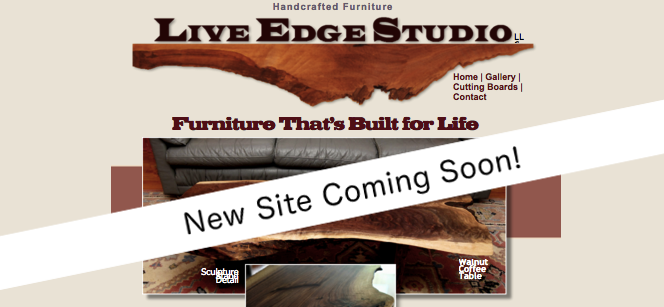 Handcrafted Furniture
LIVE EDGE STUDIO LL
Home | Gallery |
Cutting Boards |
Contact
Furniture That's Built for Life
New Site Coming Soon!
Sculpture
Detail
Walnut
Coffee
Table